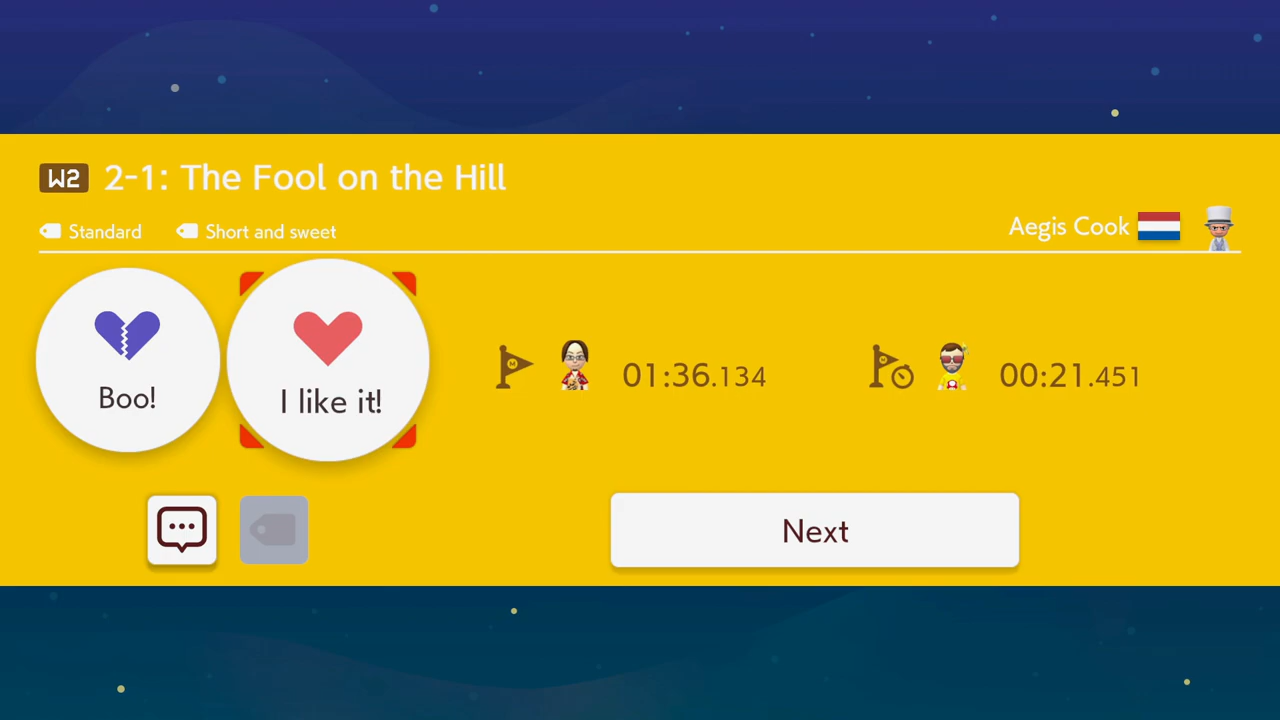 W2 2-1: The Fool on the Hill
Standard Short and sweet
Aegis Cook
Boo!
I like it!
M 01:36.134
M 00:21.451
Next